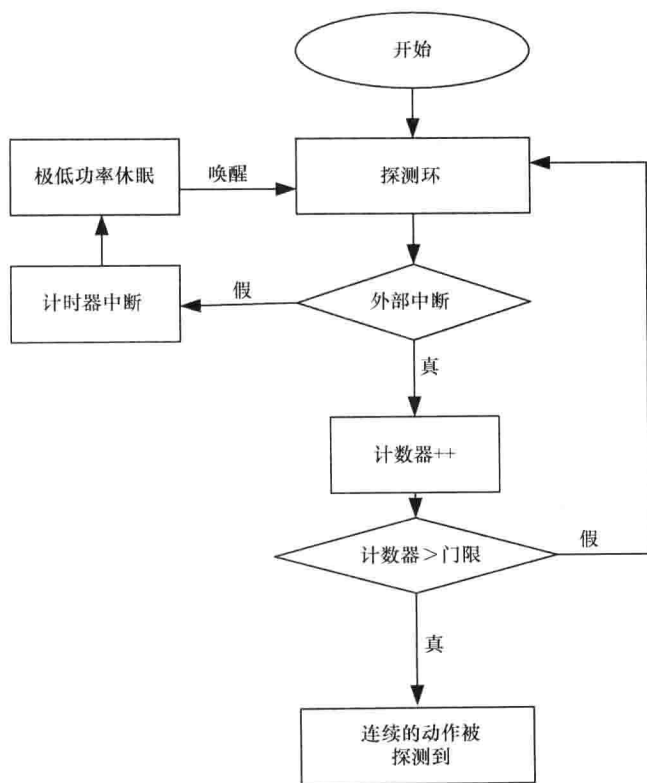 开始
极低功率休眠
唤醒
探测环
计时器中断
假
外部中断
真
计数器++
计数器＞门限
假
真
连续的动作被
探测到